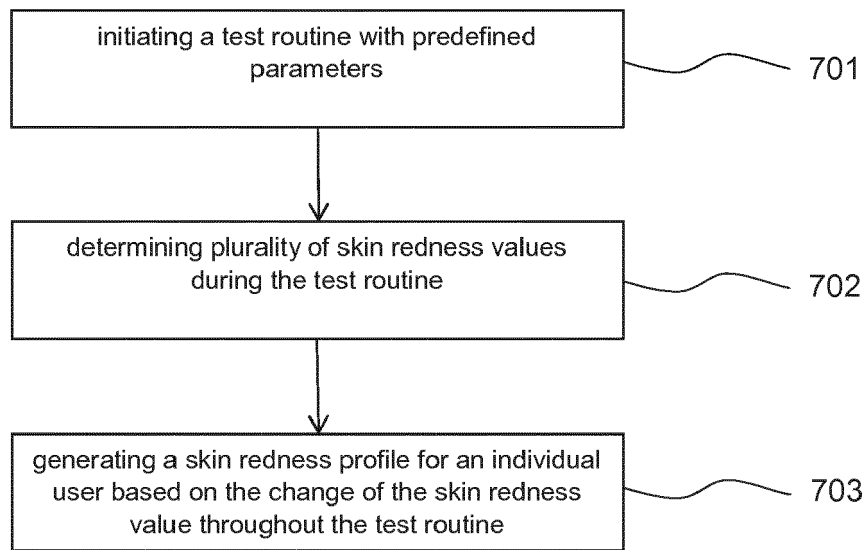 initiating a test routine with predefined
parameters
701
determining plurality of skin redness values
during the test routine
702
generating a skin redness profile for an individual
user based on the change of the skin redness
value throughout the test routine
703